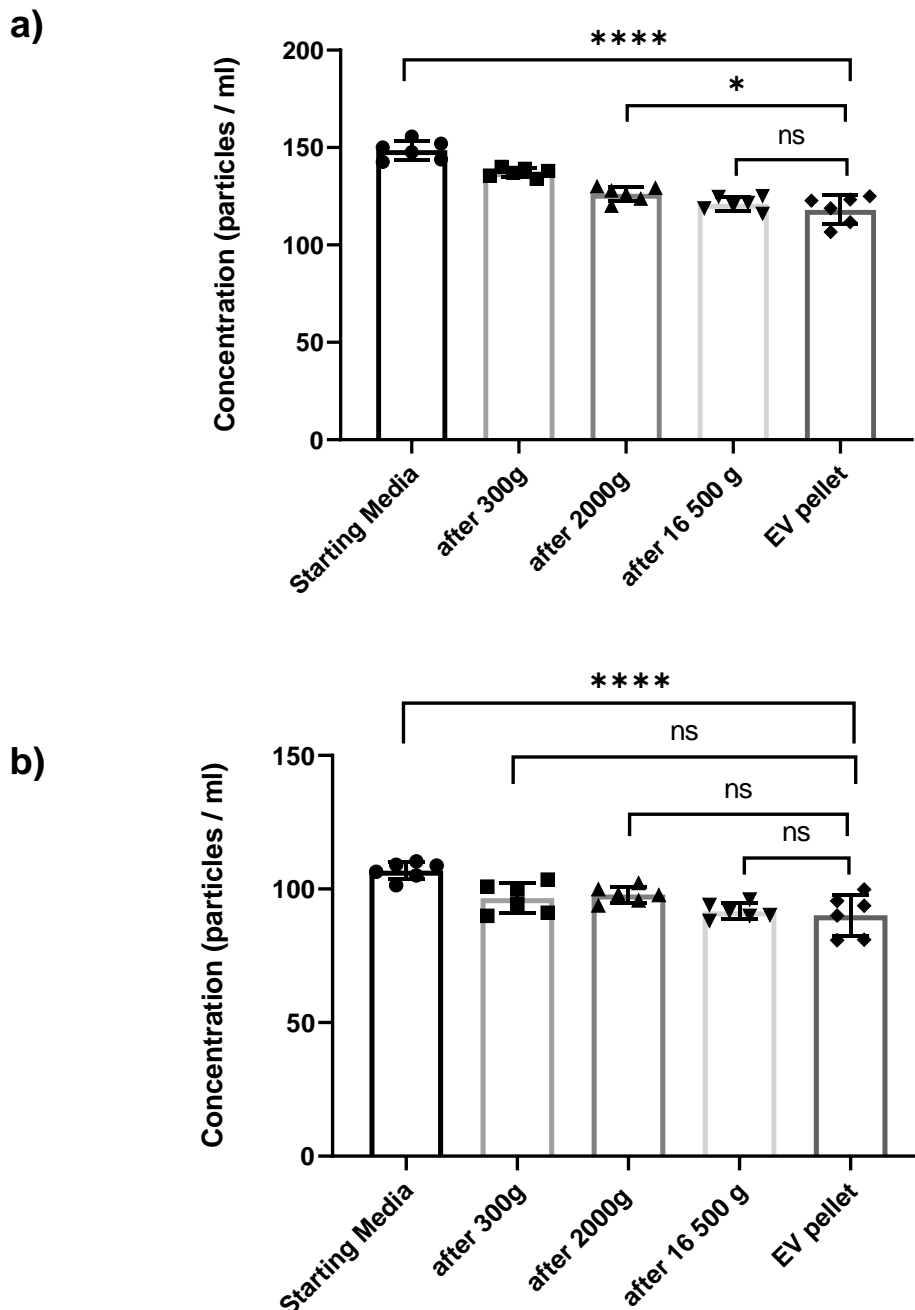 a)
Concentration (particles / ml)
200
150
100
50
0
****
*
ns
Starting Media
after 300g
after 2000g
after 16 500 g
EV pellet
b)
Concentration (particles / ml)
150
100
50
0
****
ns
ns
ns
Starting Media
after 300g
after 2000g
after 16 500 g
EV pellet